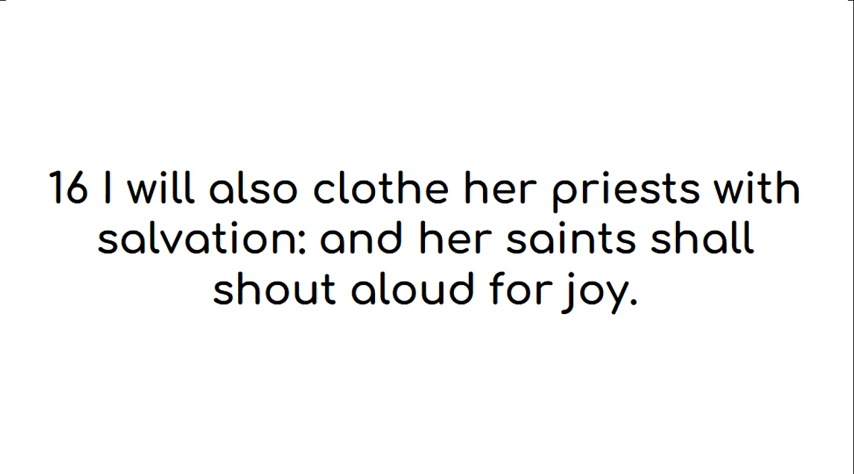 16 I will also clothe her priests with
salvation: and her saints shall
shout aloud for joy.